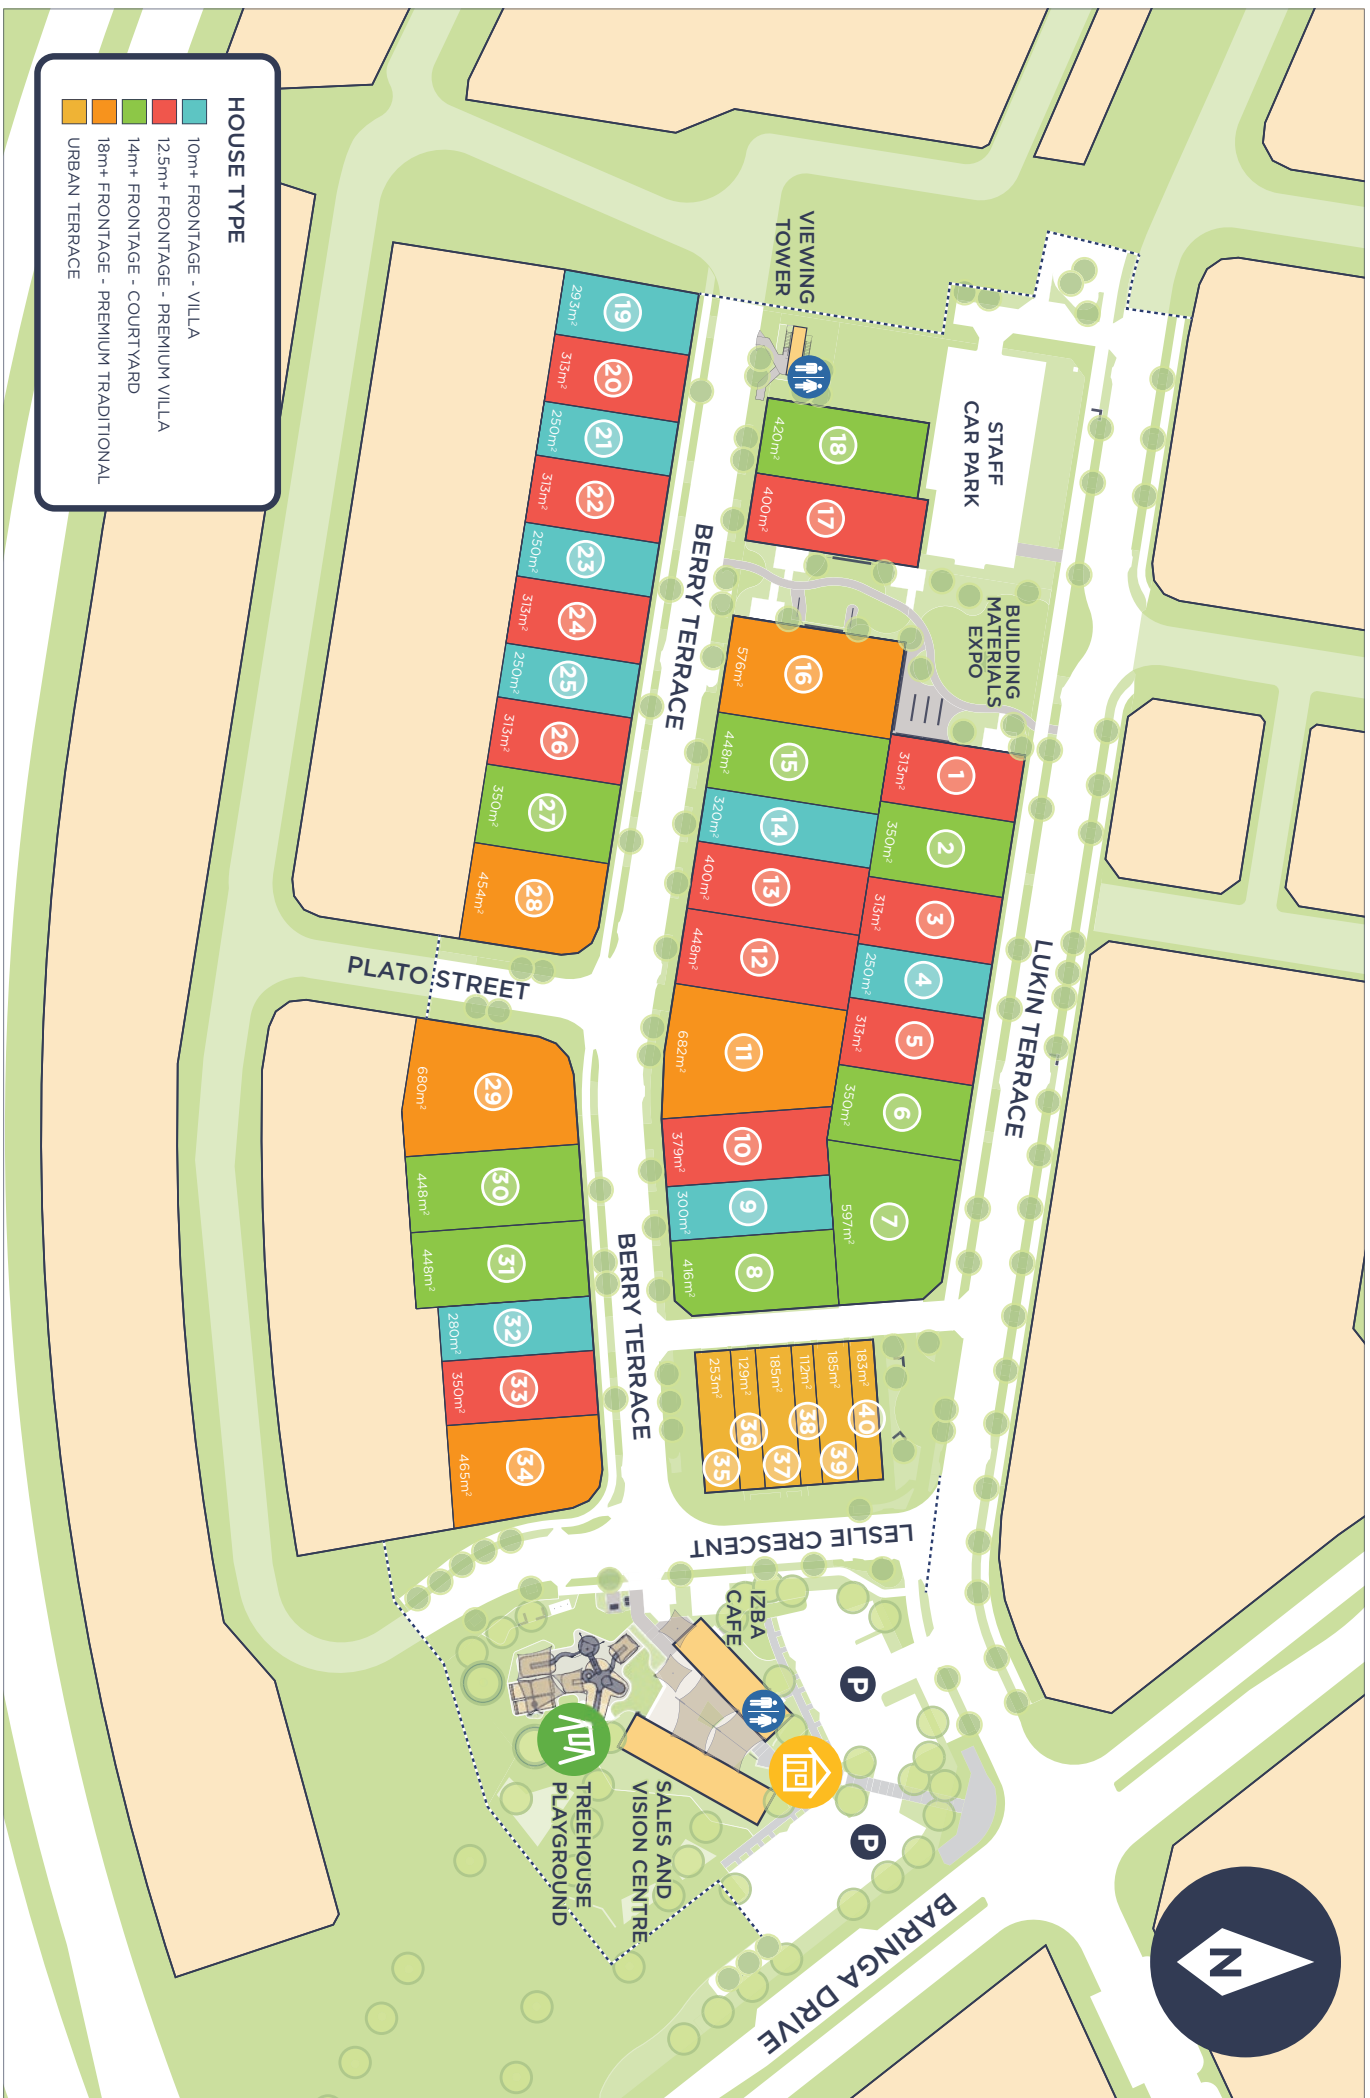 HOUSE TYPE
10m+ FRONTAGE - VILLA
12.5m+ FRONTAGE - PREMIUM VILLA
14m+ FRONTAGE - COURTYARD
18m+ FRONTAGE - PREMIUM TRADITIONAL
URBAN TERRACE
VIEWING
TOWER
STAFF
CAR PARK
BUILDING
MATERIALS
EXPO
LUKIN TERRACE
1
313m²
2
350m²
3
313m²
4
250m²
5
313m²
6
350m²
7
597m²
18
420m²
17
400m²
16
576m²
15
448m²
14
320m²
13
400m²
12
448m²
11
682m²
10
379m²
9
300m²
8
416m²
BERRY TERRACE
BERRY TERRACE
19
293m²
20
313m²
21
250m²
22
313m²
23
250m²
24
313m²
25
250m²
26
313m²
27
350m²
28
454m²
PLATO STREET
29
680m²
30
448m²
31
448m²
32
280m²
33
350m²
34
465m²
183m²
40
185m²
39
112m²
38
185m²
37
129m²
36
253m²
35
LESLIE CRESCENT
IZBA
CAFE
P
P
SALES AND
VISION CENTRE
TREEHOUSE
PLAYGROUND
BARINGA DRIVE
N